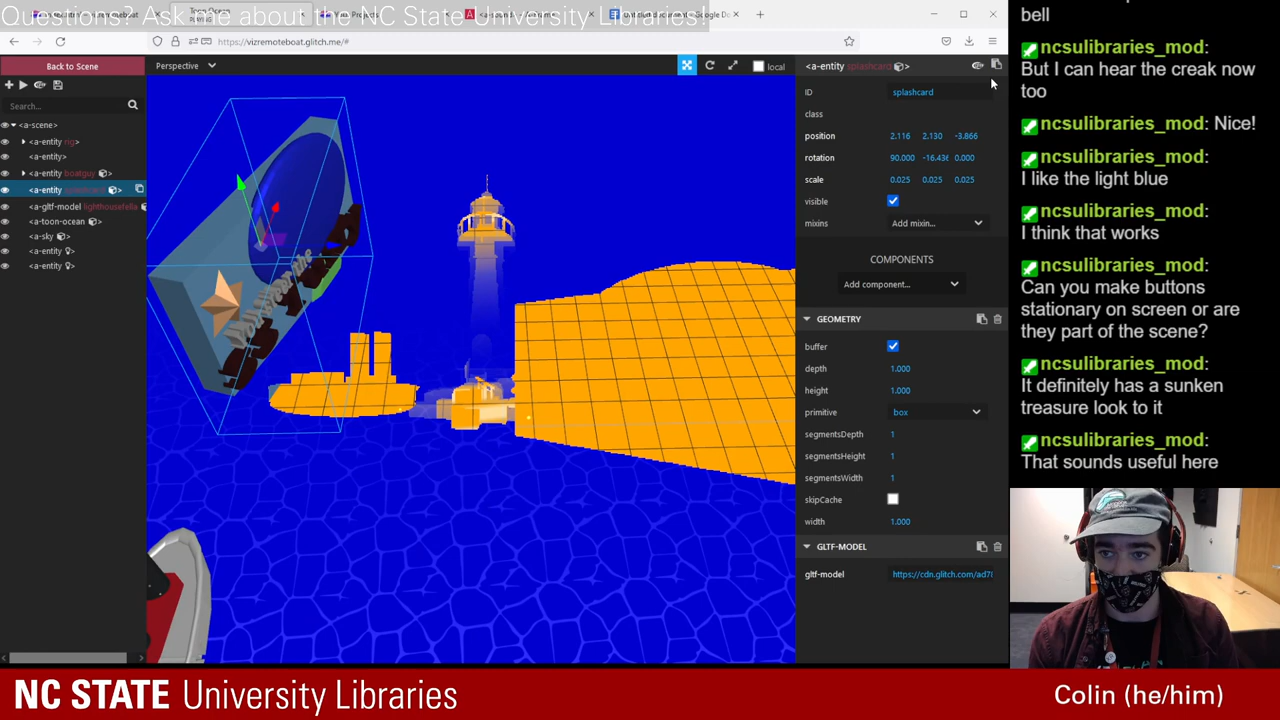 Questions? Ask me about the NC State University Libraries!
https://vizremoteboat.glitch.me/#
Back to Scene
Perspective
local
<a-entity splashcard>
Search...
<a-scene>
<a-entity rig>
<a-entity>
<a-entity boatguy>
<a-entity
<a-gltf-model lighthousefella
<a-toon-ocean>
<a-sky>
<a-entity
<a-entity
ID
splashcard
class
position
2.116
2.130
-3.866
rotation
90.000
-16.436
0.000
scale
0.025
0.025
0.025
visible
mixins
Add mixin...
COMPONENTS
Add component...
GEOMETRY
buffer
depth
1.000
height
1.000
primitive
box
segmentsDepth
1
segmentsHeight
1
segmentsWidth
1
skipCache
width
1.000
GLTF-MODEL
gltf-model
https://cdn.glitch.com/ad7
bell
ncsulibraries_mod:
But I can hear the creak now
too
ncsulibraries_mod: Nice!
ncsulibraries_mod:
I like the light blue
ncsulibraries_mod:
I think that works
ncsulibraries_mod:
Can you make buttons
stationary on screen or are
they part of the scene?
ncsulibraries_mod:
It definitely has a sunken
treasure look to it
ncsulibraries_mod:
That sounds useful here
NC STATE University Libraries
Colin (he/him)